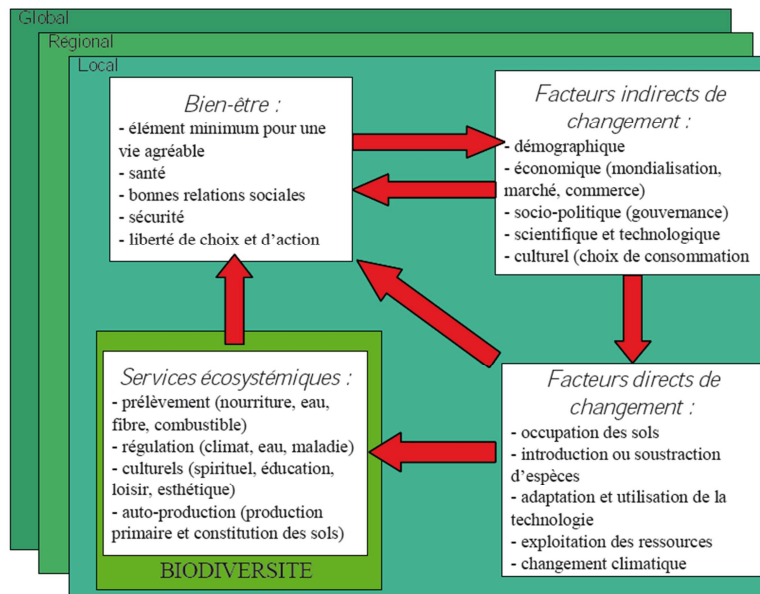 Global
Régional
Local
Bien-être :
- élément minimum pour une
vie agréable
- santé
- bonnes relations sociales
- sécurité
- liberté de choix et d'action
Facteurs indirects de
changement :
- démographique
- économique (mondialisation,
marché, commerce)
- socio-politique (gouvernance)
- scientifique et technologique
- culturel (choix de consommation
Services écosystémiques :
- prélèvement (nourriture, eau,
fibre, combustible)
- régulation (climat, eau, maladie)
- culturels (spirituel, éducation,
loisir, esthétique)
- auto-production (production
primaire et constitution des sols)
BIODIVERSITE
Facteurs directs de
changement :
- occupation des sols
- introduction ou soustraction
d'espèces
- adaptation et utilisation de la
technologie
- exploitation des ressources
- changement climatique